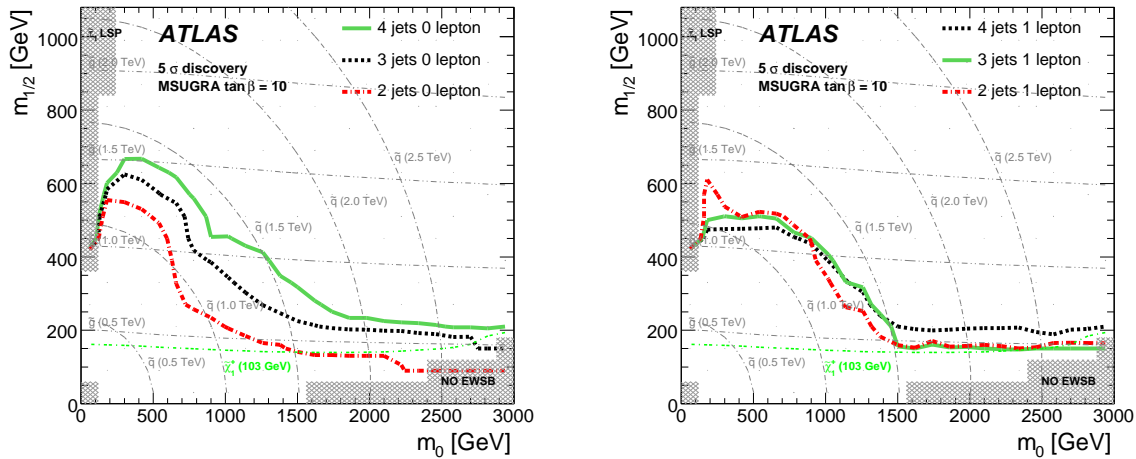 m1/2 [GeV]
1000
800
600
400
200
0
τ̃1 LSP
ATLAS
5 σ discovery
MSUGRA tan β = 10
4 jets 0 lepton
3 jets 0 lepton
2 jets 0 lepton
g̃ (2.0 TeV)
g̃ (1.5 TeV)
g̃ (1.0 TeV)
g̃ (0.5 TeV)
q̃ (2.5 TeV)
q̃ (2.0 TeV)
q̃ (1.5 TeV)
q̃ (1.0 TeV)
q̃ (0.5 TeV)
χ̃1± (103 GeV)
NO EWSB
0 500 1000 1500 2000 2500 3000
m0 [GeV]
m1/2 [GeV]
1000
800
600
400
200
0
τ̃1 LSP
ATLAS
5 σ discovery
MSUGRA tan β = 10
4 jets 1 lepton
3 jets 1 lepton
2 jets 1 lepton
g̃ (2.0 TeV)
g̃ (1.5 TeV)
g̃ (1.0 TeV)
g̃ (0.5 TeV)
q̃ (2.5 TeV)
q̃ (2.0 TeV)
q̃ (1.5 TeV)
q̃ (1.0 TeV)
q̃ (0.5 TeV)
χ̃1± (103 GeV)
NO EWSB
0 500 1000 1500 2000 2500 3000
m0 [GeV]